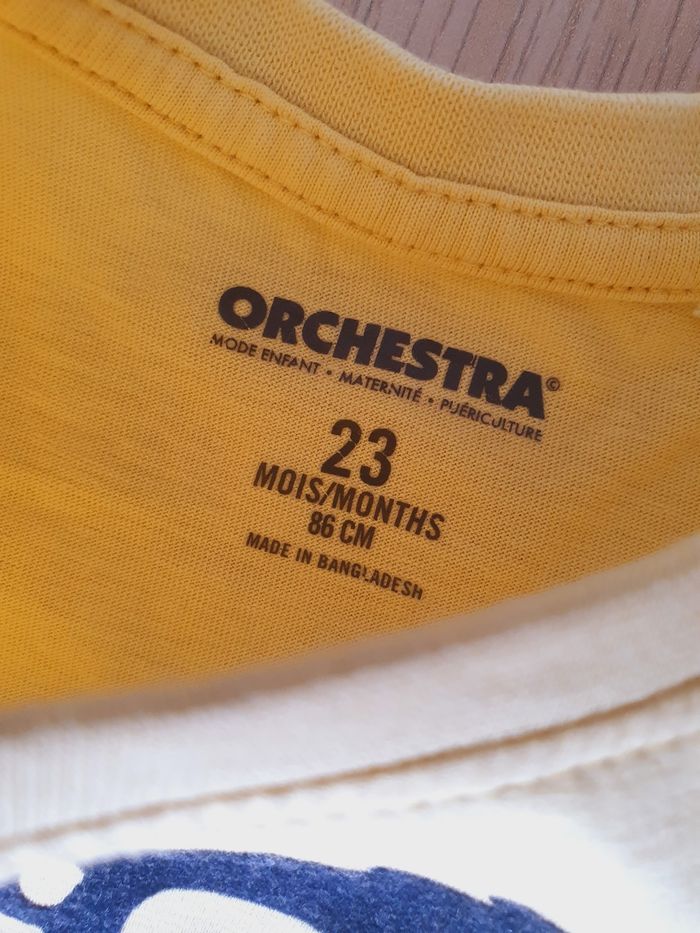 ORCHESTRA©
MODE ENFANT • MATERNITÉ • PUÉRICULTURE
23
MOIS/MONTHS
86 CM
MADE IN BANGLADESH